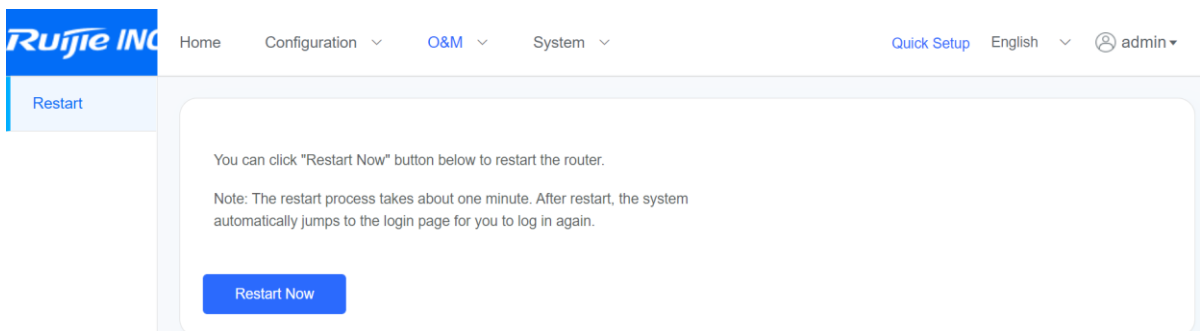 Ruijie INC Home Configuration O&M System Quick Setup English admin
Restart
You can click "Restart Now" button below to restart the router.
Note: The restart process takes about one minute. After restart, the system
automatically jumps to the login page for you to log in again.
Restart Now